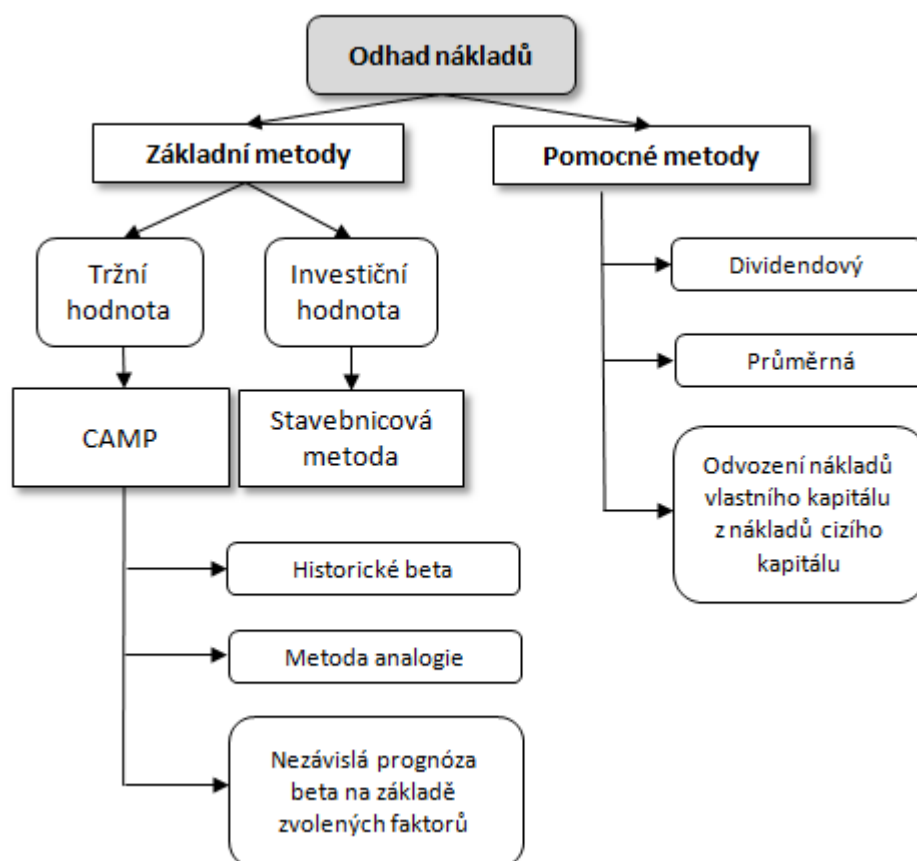 Odhad nákladů
Základní metody
Pomocné metody
Tržní
hodnota
Investiční
hodnota
Dividendový
Průměrná
CAMP
Stavebnicová
metoda
Odvození nákladů
vlastního kapitálu
z nákladů cizího
kapitálu
Historické beta
Metoda analogie
Nezávislá prognóza
beta na základě
zvolených faktorů